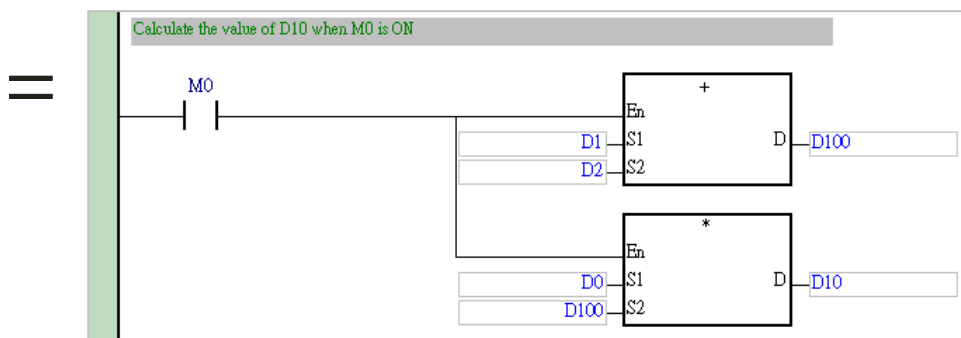 Calculate the value of D10 when M0 is ON
=
M0
+
En
D1 S1 D D100
D2 S2
*
En
D0 S1 D D10
D100 S2